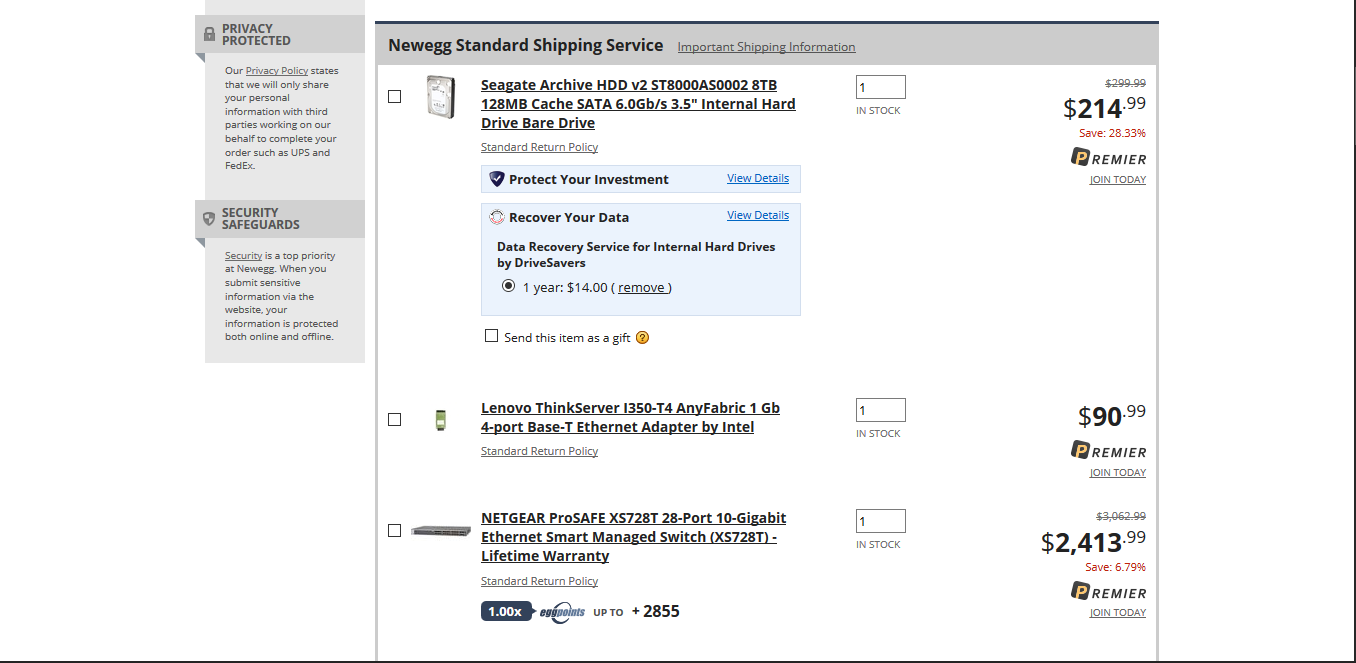 PRIVACY
PROTECTED
Our Privacy Policy states
that we will only share
your personal
information with third
parties working on our
behalf to complete your
order such as UPS and
FedEx.
SECURITY
SAFEGUARDS
Security is a top priority
at Newegg. When you
submit sensitive
information via the
website, your
information is protected
both online and offline.
Newegg Standard Shipping Service Important Shipping Information
Seagate Archive HDD v2 ST8000AS0002 8TB
128MB Cache SATA 6.0Gb/s 3.5" Internal Hard
Drive Bare Drive
Standard Return Policy
1
IN STOCK
$299.99
$214.99
Save: 28.33%
PREMIER
JOIN TODAY
Protect Your Investment View Details
Recover Your Data View Details
Data Recovery Service for Internal Hard Drives
by DriveSavers
1 year: $14.00 ( remove )
Send this item as a gift ?
Lenovo ThinkServer I350-T4 AnyFabric 1 Gb
4-port Base-T Ethernet Adapter by Intel
Standard Return Policy
1
IN STOCK
$90.99
PREMIER
JOIN TODAY
NETGEAR ProSAFE XS728T 28-Port 10-Gigabit
Ethernet Smart Managed Switch (XS728T) -
Lifetime Warranty
Standard Return Policy
1.00x eggpoints UP TO + 2855
1
IN STOCK
$3,062.99
$2,413.99
Save: 6.79%
PREMIER
JOIN TODAY